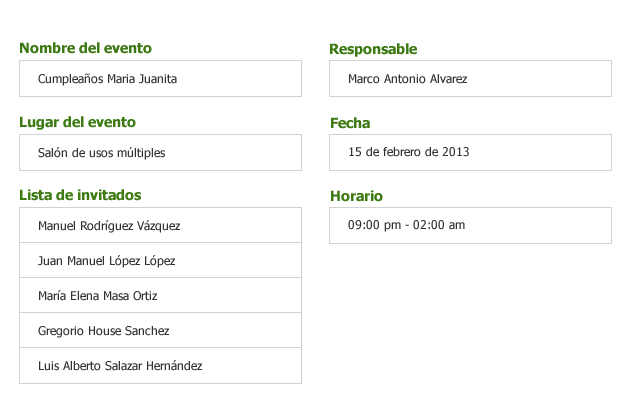 Nombre del evento
Cumpleaños Maria Juanita
Responsable
Marco Antonio Alvarez
Lugar del evento
Salón de usos múltiples
Fecha
15 de febrero de 2013
Lista de invitados
Manuel Rodríguez Vázquez
Juan Manuel López López
María Elena Masa Ortiz
Gregorio House Sanchez
Luis Alberto Salazar Hernández
Horario
09:00 pm - 02:00 am